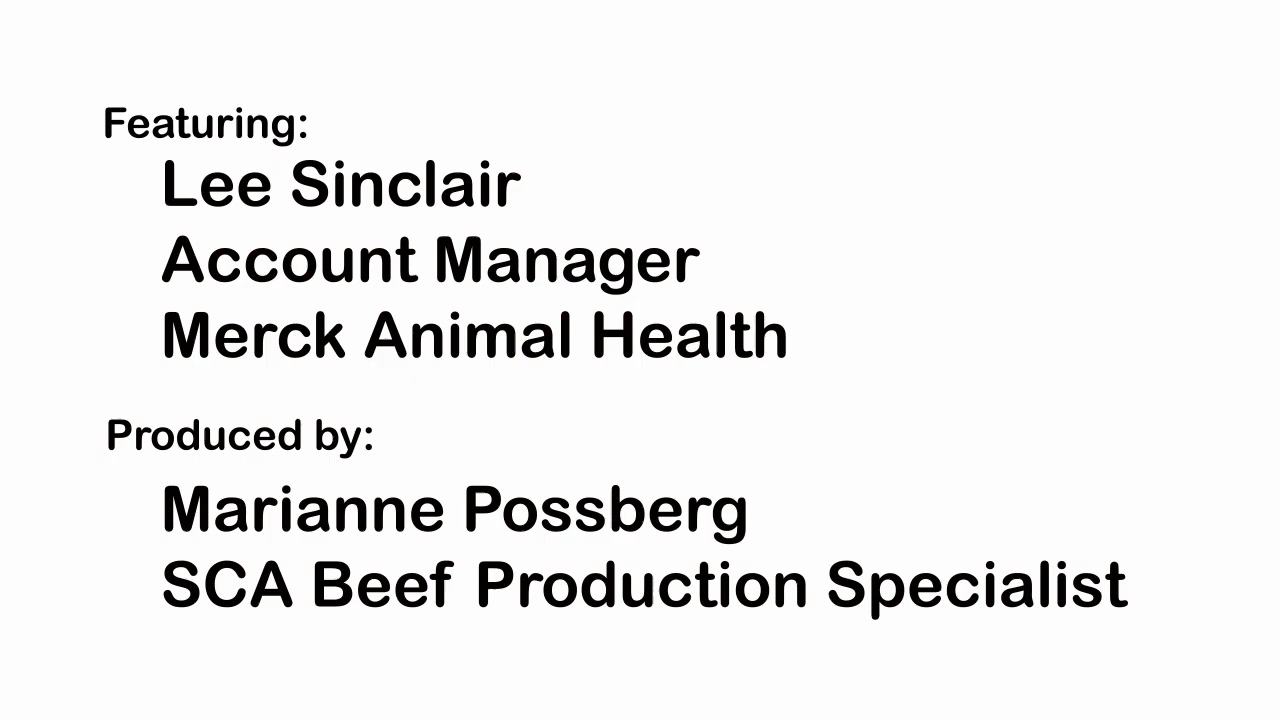 Featuring:
Lee Sinclair
Account Manager
Merck Animal Health
Produced by:
Marianne Possberg
SCA Beef Production Specialist